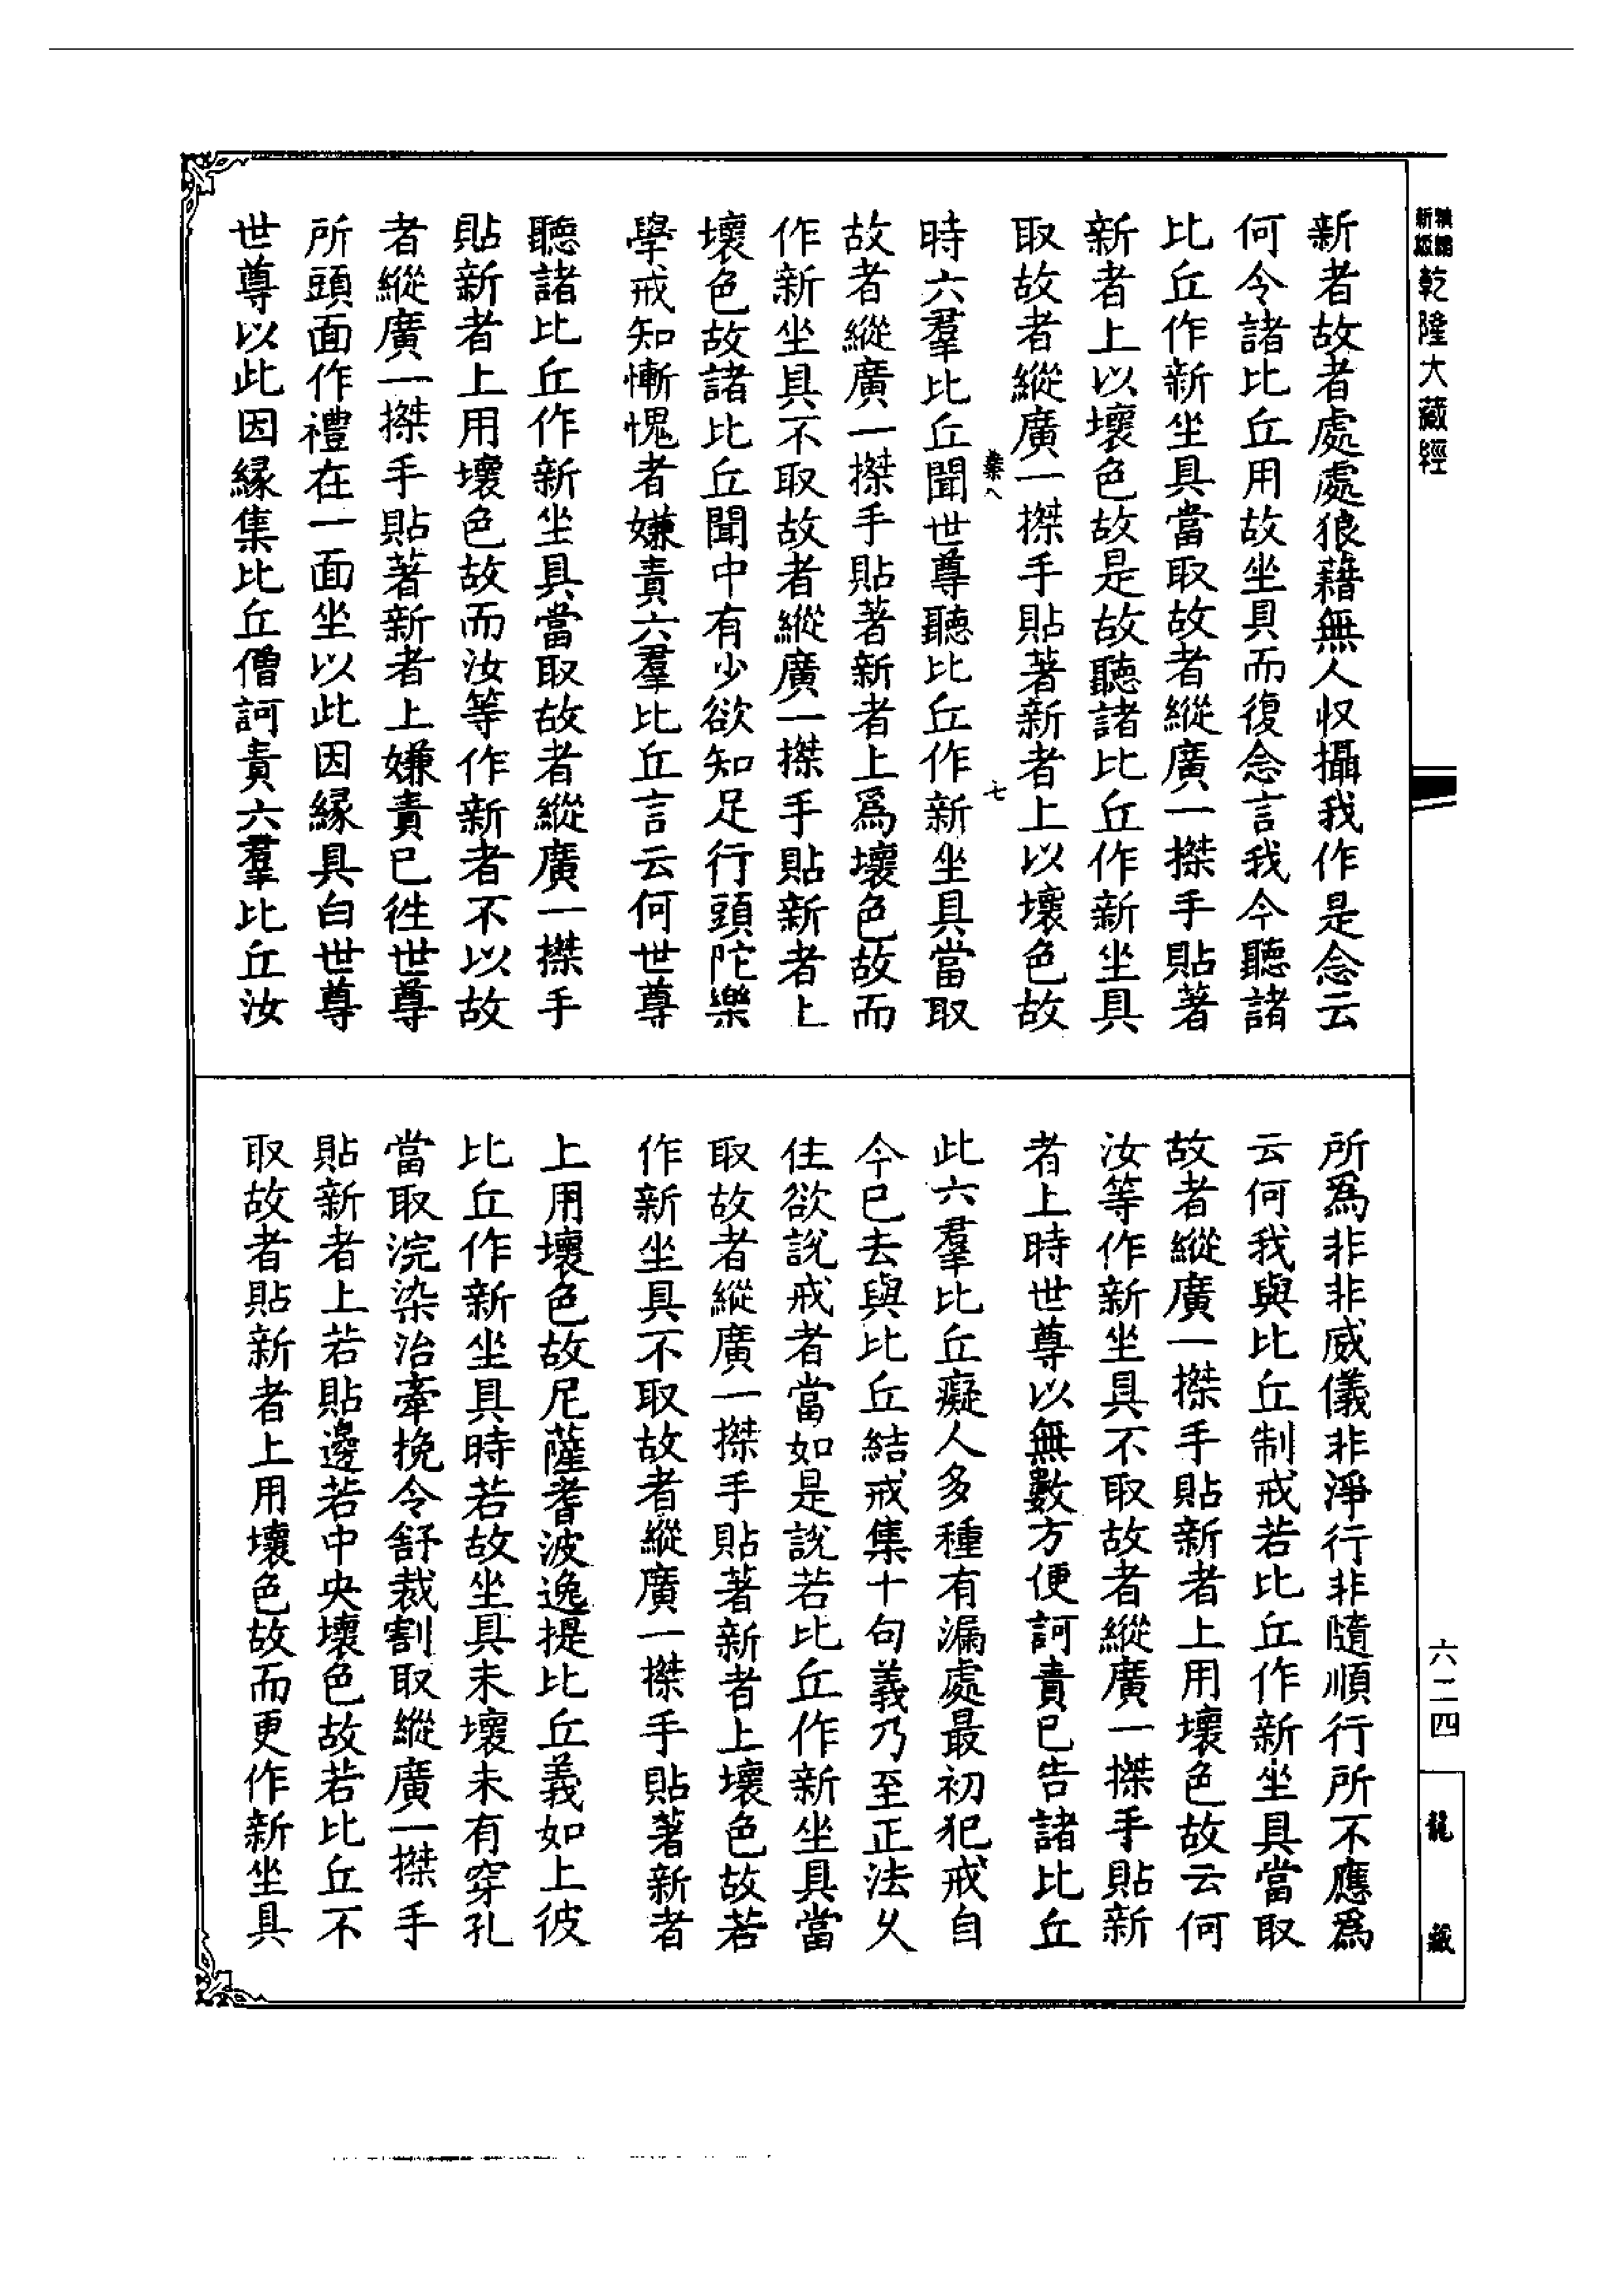 乾隆大藏經
新者故者處處狼藉無人収攝我作是念云
何令諸比丘用故坐具而復念言我今聽諸
比丘作新坐具當取故者縱廣一搩手貼著
新者上以壞色故是故聽諸比丘作新坐具
取故者縱廣一搩手貼著新者上以壞色故
七
時六羣比丘聞世尊聽比丘作新坐具當取
故者縱廣一搩手貼著新者上爲壞色故而
作新坐具不取故者縱廣一搩手貼新者上
壞色故諸比丘聞中有少欲知足行頭陀樂
學戒知慚愧者嫌責六羣比丘言云何世尊
聽諸比丘作新坐具當取故者縱廣一搩手
貼新者上用壞色故而汝等作新者不以故
者縱廣一搩手貼著新者上嫌責已徃世尊
所頭面作禮在一面坐以此因緣具白世尊
世尊以此因緣集比丘僧訶責六羣比丘汝
所爲非非威儀非淨行非隨順行所不應爲
云何我與比丘制戒若比丘作新坐具當取
故者縱廣一搩手貼新者上用壞色故云何
汝等作新坐具不取故者縱廣一搩手貼新
者上時世尊以無數方便訶責已告諸比丘
此六羣比丘癡人多種有漏處最初犯戒自
今已去與比丘結戒集十句義乃至正法乆
住欲說戒者當如是說若比丘作新坐具當
取故者縱廣一搩手貼著新者上壞色故若
作新坐具不取故者縱廣一搩手貼著新者
上用壞色故尼薩耆波逸提比丘義如上彼
比丘作新坐具時若故坐具未壞未有穿孔
當取浣染治牽挽令舒裁割取縱廣一搩手
貼新者上若貼邊若中央壞色故若比丘不
取故者貼新者上用壞色故而更作新坐具
六二四
龍藏